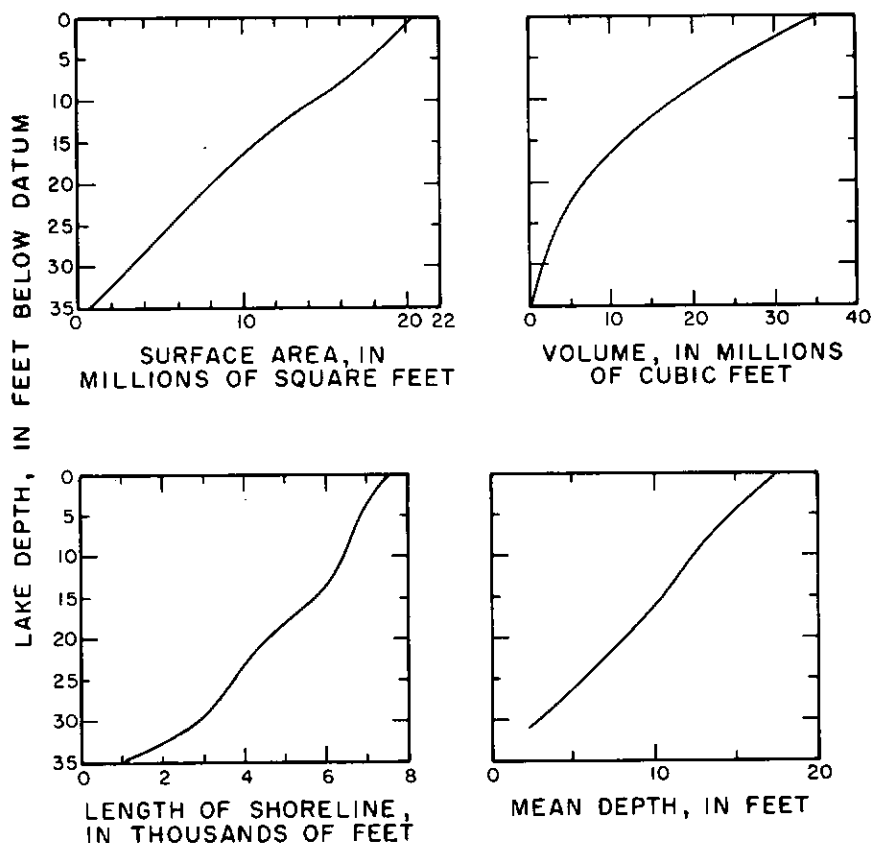 LAKE DEPTH, IN FEET BELOW DATUM
0
5
10
15
20
25
30
35
0 10 20 22
SURFACE AREA, IN
MILLIONS OF SQUARE FEET
0 10 20 30 40
VOLUME, IN MILLIONS
OF CUBIC FEET
0
5
10
15
20
25
30
35
0 2 4 6 8
LENGTH OF SHORELINE,
IN THOUSANDS OF FEET
0 10 20
MEAN DEPTH, IN FEET